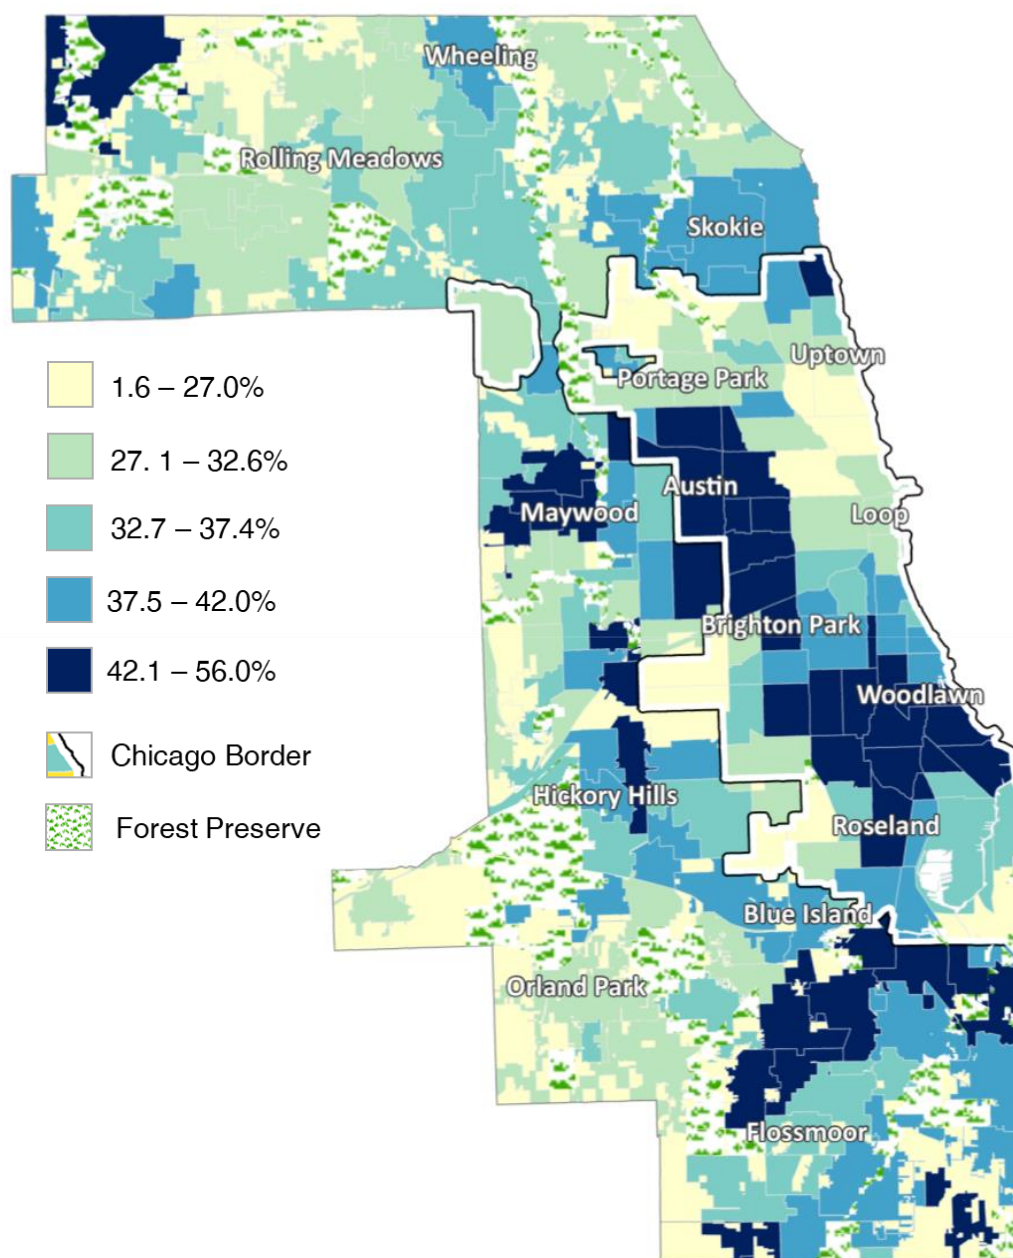 Wheeling
Rolling Meadows
Skokie
Uptown
Portage Park
1.6 – 27.0%
27. 1 – 32.6%
Austin
Maywood
Loop
32.7 – 37.4%
37.5 – 42.0%
Brighton Park
42.1 – 56.0%
Woodlawn
Chicago Border
Hickory Hills
Forest Preserve
Roseland
Blue Island
Orland Park
Flossmoor